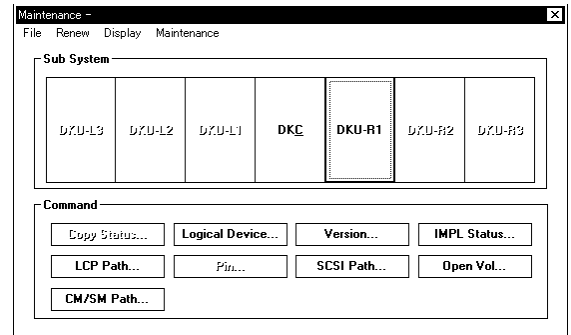 Maintenance -
File Renew Display Maintenance
Sub System
DKU-L3 DKU-L2 DKU-L1 DKC DKU-R1 DKU-R2 DKU-R3
Command
Copy Status... Logical Device... Version... IMPL Status...
LCP Path... Pin... SCSI Path... Open Vol...
CM/SM Path...